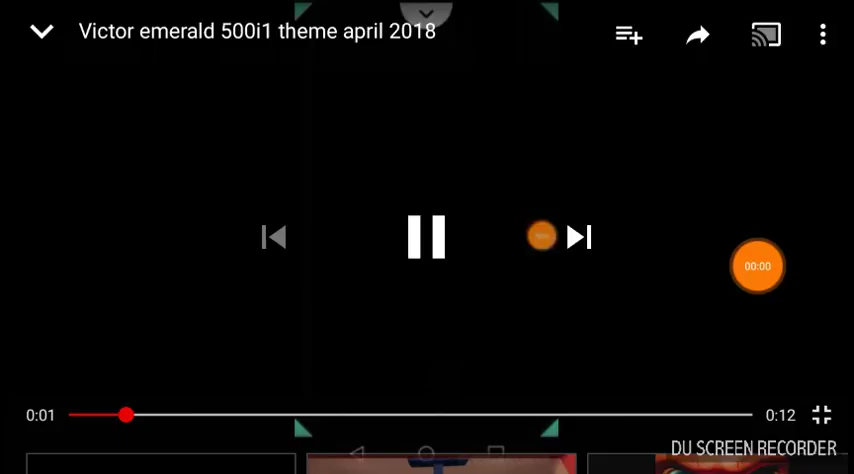 Victor emerald 500i1 theme april 2018
00:00
0:01
0:12
DU SCREEN RECORDER